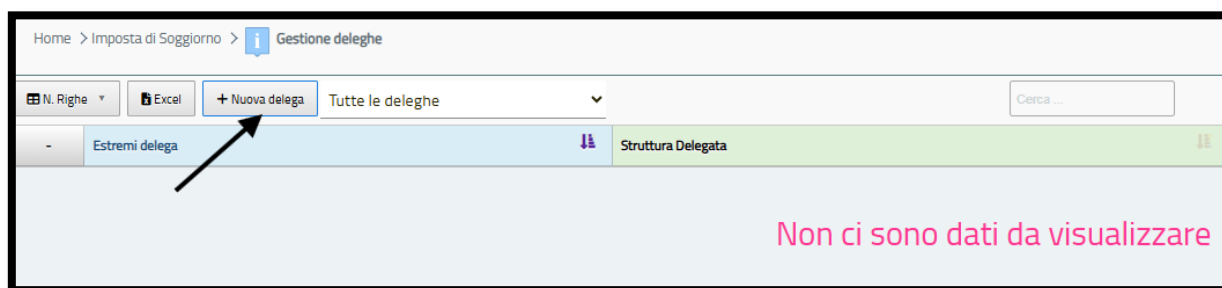 Home > Imposta di Soggiorno > i Gestione deleghe
N. Righe Excel + Nuova delega Tutte le deleghe Cerca ...
- Estremi delega Struttura Delegata
Non ci sono dati da visualizzare